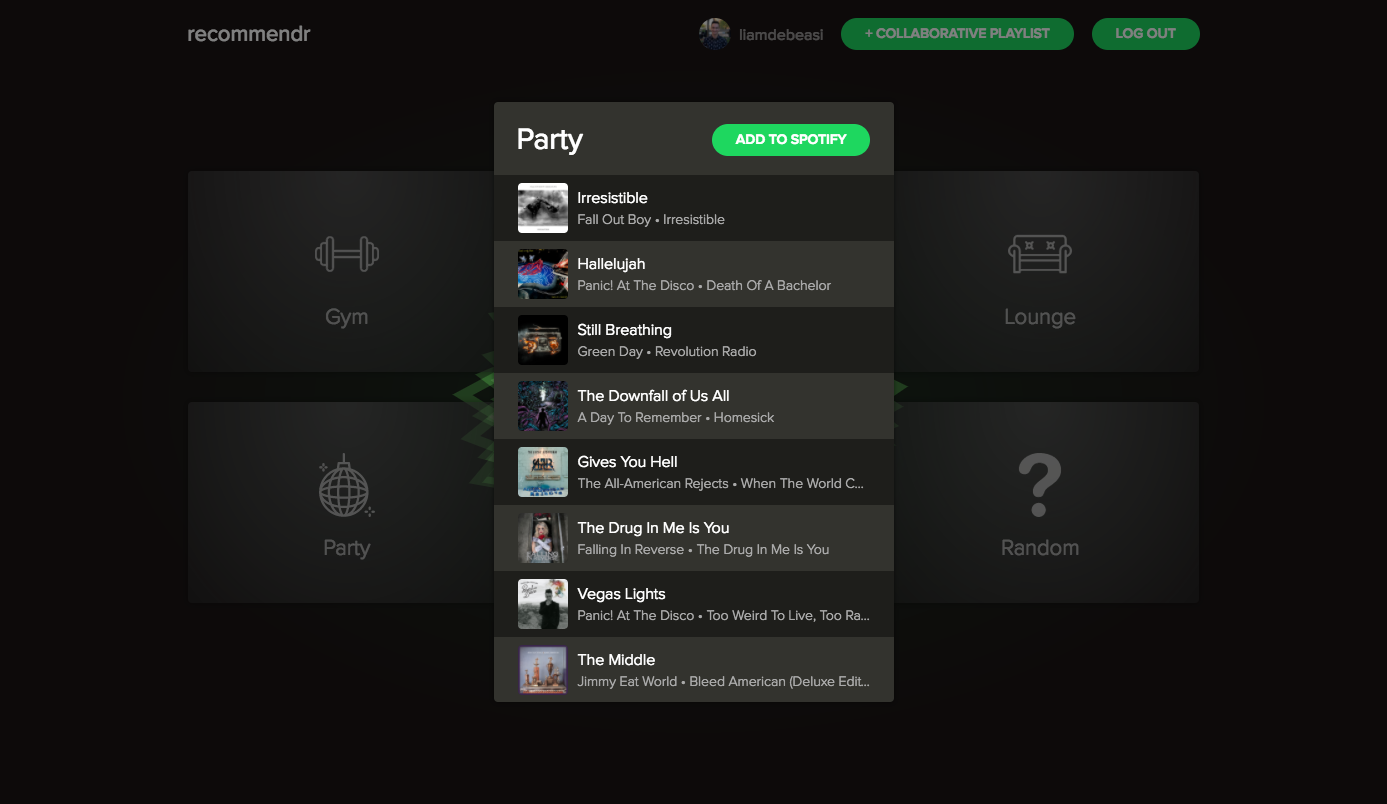 recommendr
liamdebeasi
+ COLLABORATIVE PLAYLIST
LOG OUT
Party
ADD TO SPOTIFY
Irresistible
Fall Out Boy • Irresistible
Hallelujah
Panic! At The Disco • Death Of A Bachelor
Still Breathing
Green Day • Revolution Radio
The Downfall of Us All
A Day To Remember • Homesick
Gives You Hell
The All-American Rejects • When The World C...
The Drug In Me Is You
Falling In Reverse • The Drug In Me Is You
Vegas Lights
Panic! At The Disco • Too Weird To Live, Too Ra...
The Middle
Jimmy Eat World • Bleed American (Deluxe Edit...
Gym
Lounge
Party
Random